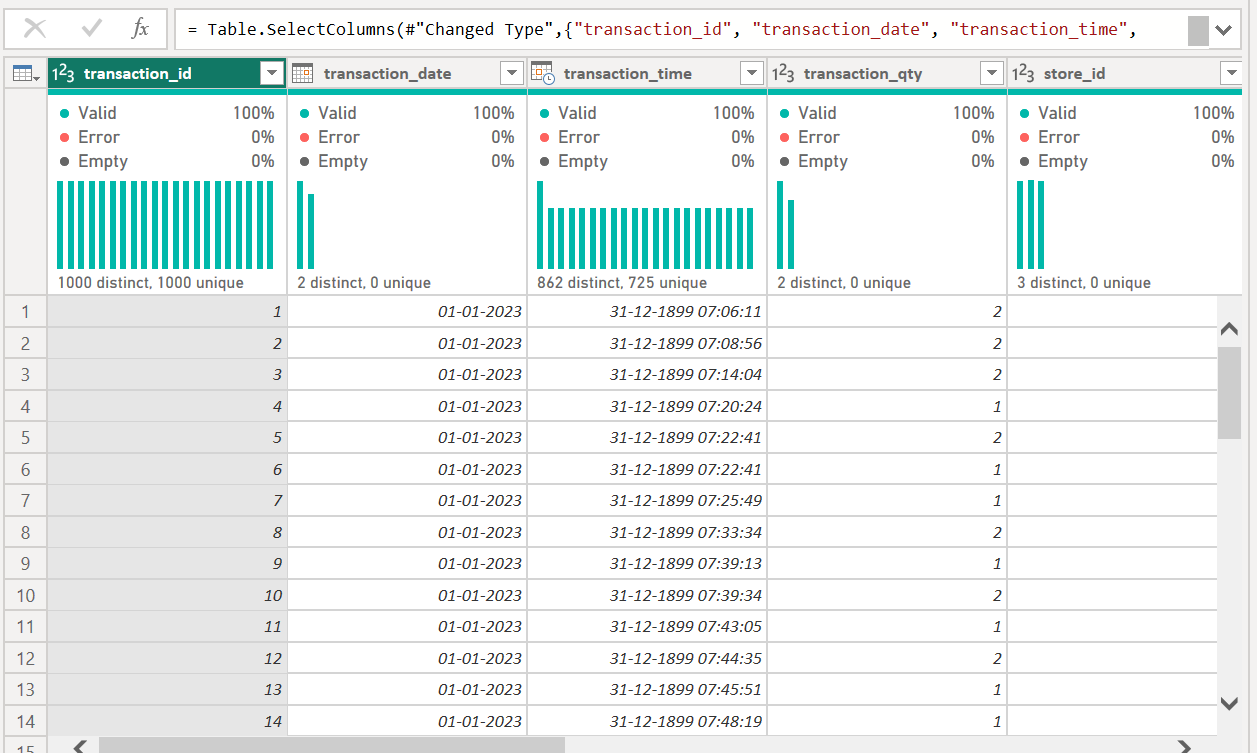 fx = Table.SelectColumns(#"Changed Type",{"transaction_id", "transaction_date", "transaction_time",
1²3 transaction_id transaction_date transaction_time 1²3 transaction_qty 1²3 store_id
Valid 100% Valid 100% Valid 100% Valid 100% Valid 100%
Error 0% Error 0% Error 0% Error 0% Error 0%
Empty 0% Empty 0% Empty 0% Empty 0% Empty 0%
1000 distinct, 1000 unique 2 distinct, 0 unique 862 distinct, 725 unique 2 distinct, 0 unique 3 distinct, 0 unique
1 1 01-01-2023 31-12-1899 07:06:11 2
2 2 01-01-2023 31-12-1899 07:08:56 2
3 3 01-01-2023 31-12-1899 07:14:04 2
4 4 01-01-2023 31-12-1899 07:20:24 1
5 5 01-01-2023 31-12-1899 07:22:41 2
6 6 01-01-2023 31-12-1899 07:22:41 1
7 7 01-01-2023 31-12-1899 07:25:49 1
8 8 01-01-2023 31-12-1899 07:33:34 2
9 9 01-01-2023 31-12-1899 07:39:13 1
10 10 01-01-2023 31-12-1899 07:39:34 2
11 11 01-01-2023 31-12-1899 07:43:05 1
12 12 01-01-2023 31-12-1899 07:44:35 2
13 13 01-01-2023 31-12-1899 07:45:51 1
14 14 01-01-2023 31-12-1899 07:48:19 1
15